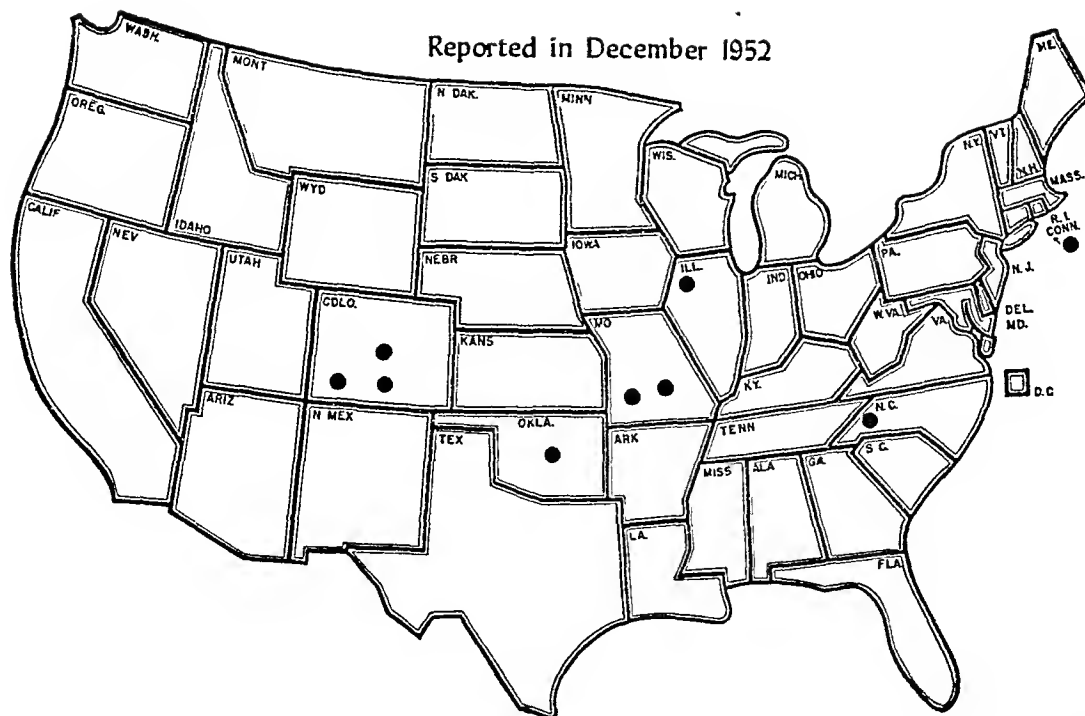 Reported in December 1952
WASH.
MONT
N DAK.
MINN
ME.
OREG.
S DAK
WIS.
MICH.
N.Y.
VT.
N.H.
MASS.
WYO
IDAHO
CALIF
NEV
UTAH
NEBR
IOWA
ILL.
IND
OHIO
PA.
R.I.
CONN.
N.J.
COLO.
KANS
MO
W.VA.
VA.
DEL.
MD.
KY.
D.C
ARIZ
N MEX
TEX
OKLA.
ARK
TENN
N.C.
S C.
MISS
ALA
GA.
LA.
FLA